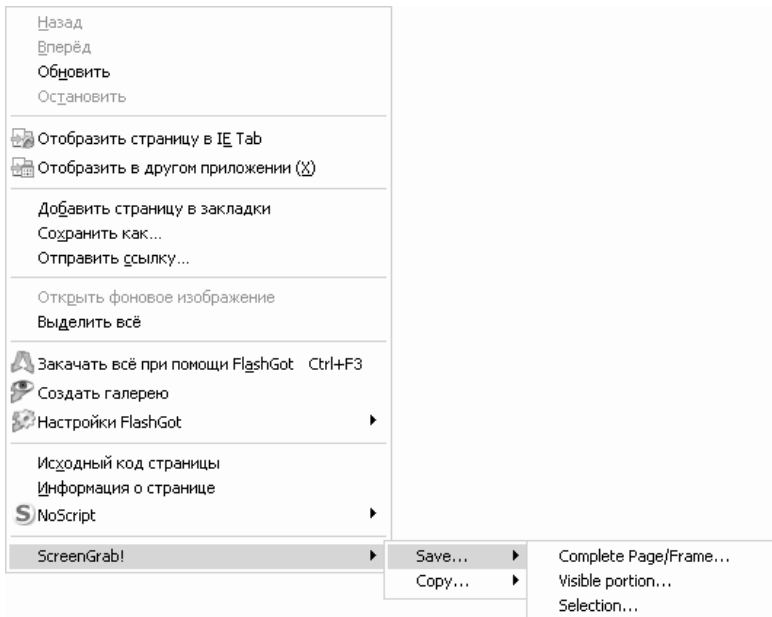 Назад
Вперёд
Обновить
Остановить
Отобразить страницу в IE Tab
Отобразить в другом приложении (X)
Добавить страницу в закладки
Сохранить как...
Отправить ссылку...
Открыть фоновое изображение
Выделить всё
Закачать всё при помощи FlashGot Ctrl+F3
Создать галерею
Настройки FlashGot
Исходный код страницы
Информация о странице
NoScript
ScreenGrab! Save... Complete Page/Frame...
Copy... Visible portion...
Selection...